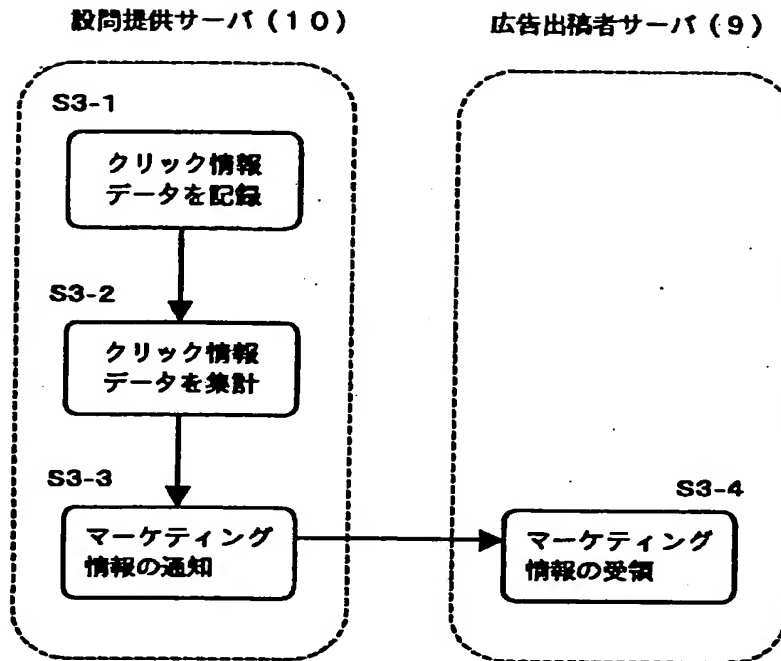 設問提供サーバ（１０）
広告出稿者サーバ（９）
S3-1
クリック情報
データを記録
S3-2
クリック情報
データを集計
S3-3
マーケティング
情報の通知
S3-4
マーケティング
情報の受領